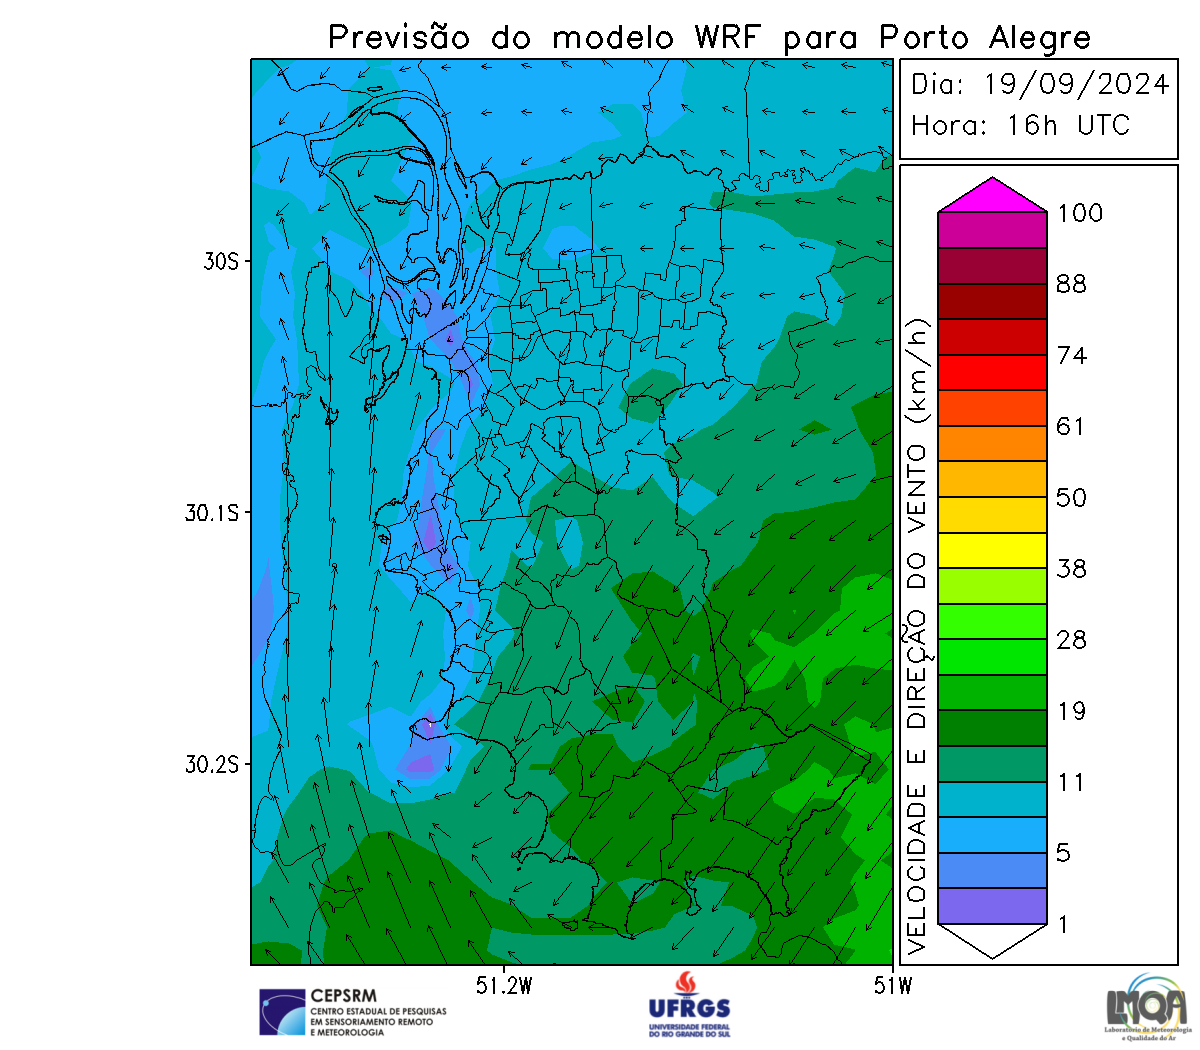 Previsão do modelo WRF para Porto Alegre
Dia: 19/09/2024
Hora: 16h UTC
VELOCIDADE E DIREÇÃO DO VENTO (km/h)
100
88
74
61
50
38
28
19
11
5
1
30S
30.1S
30.2S
51.2W
51W
CEPSRM
CENTRO ESTADUAL DE PESQUISAS
EM SENSORIAMENTO REMOTO
E METEOROLOGIA
UFRGS
UNIVERSIDADE FEDERAL
DO RIO GRANDE DO SUL
LMQA
Laboratório de Meteorologia
e Qualidade do Ar